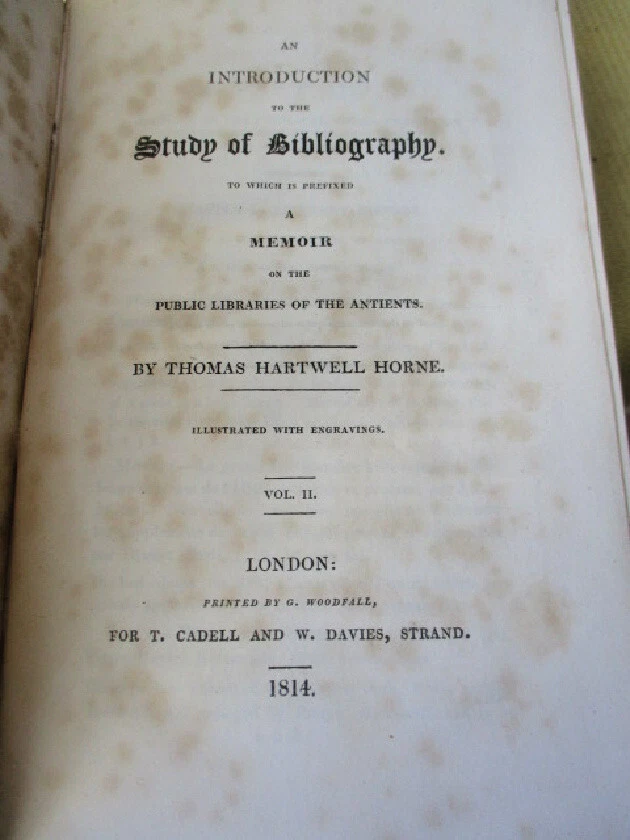 AN
INTRODUCTION
TO THE
Study of Bibliography.
TO WHICH IS PREFIXED
A
MEMOIR
ON THE
PUBLIC LIBRARIES OF THE ANTIENTS.
BY THOMAS HARTWELL HORNE.
ILLUSTRATED WITH ENGRAVINGS.
VOL. II.
LONDON:
PRINTED BY G. WOODFALL,
FOR T. CADELL AND W. DAVIES, STRAND.
1814.